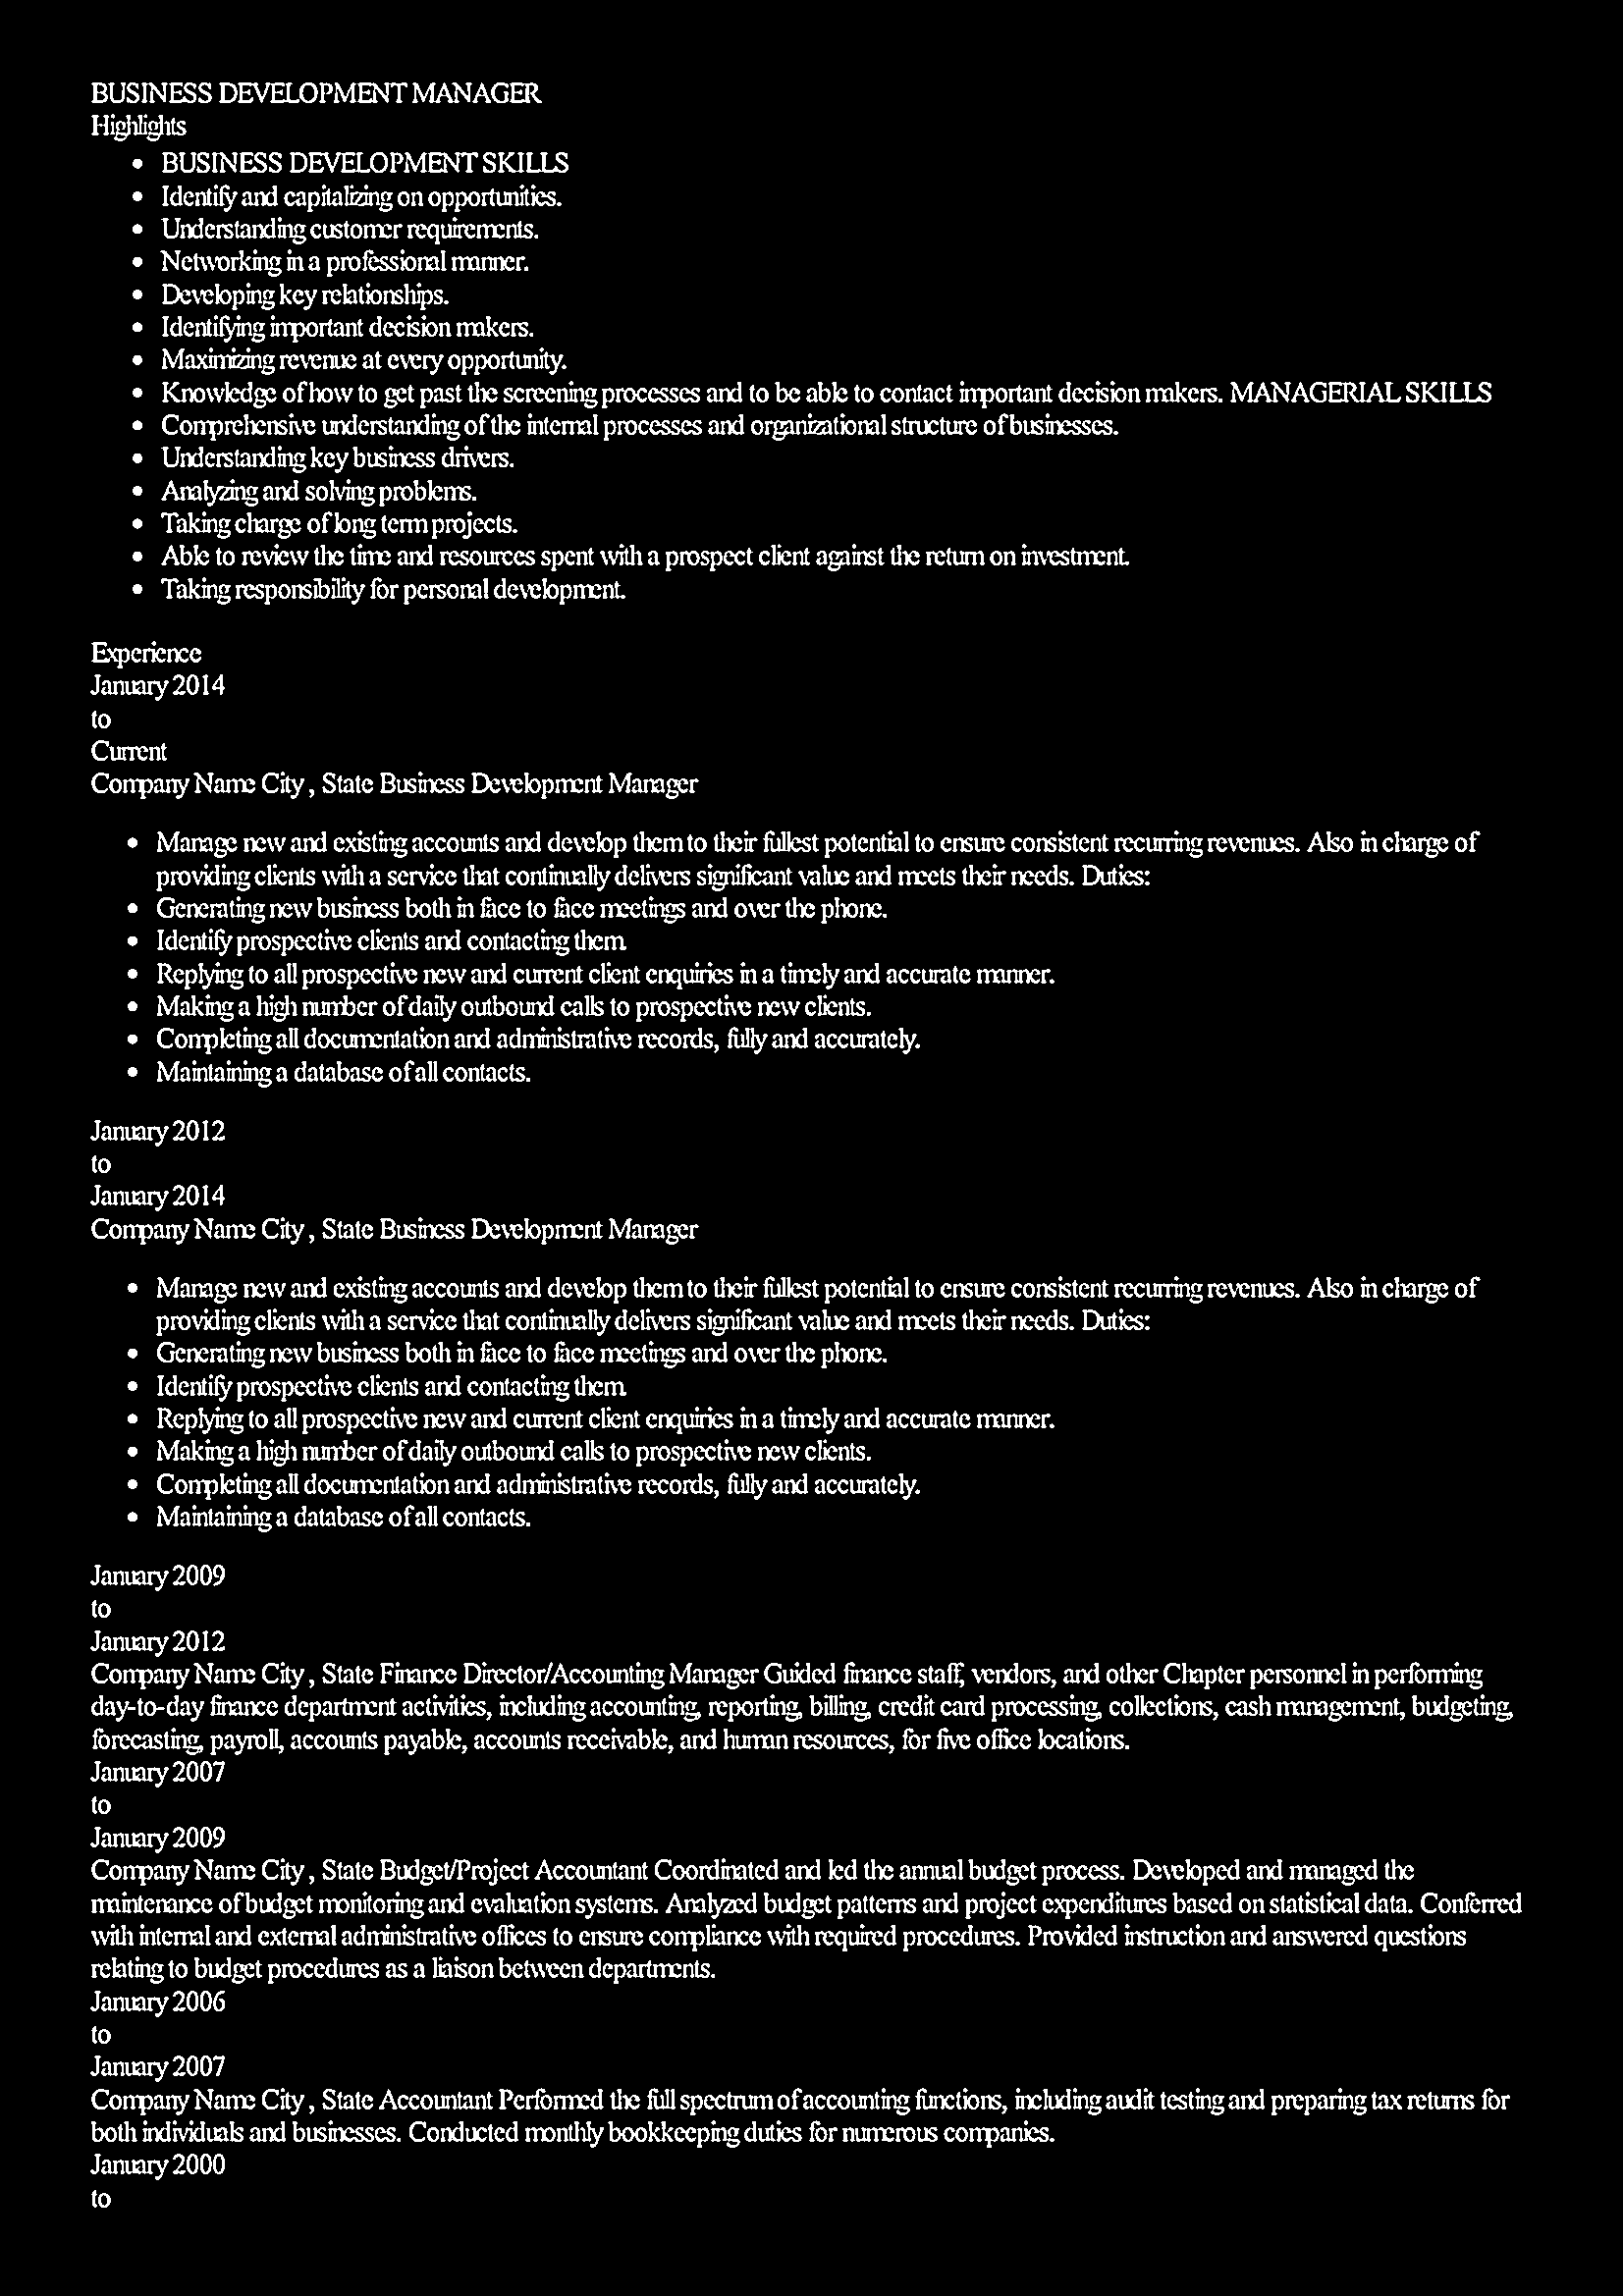 BUSINESS DEVELOPMENT MANAGER
Highlights
• BUSINESS DEVELOPMENT SKILLS
• Identify and capitalizing on opportunities.
• Understanding customer requirements.
• Networking in a professional manner.
• Developing key relationships.
• Identifying important decision makers.
• Maximizing revenue at every opportunity.
• Knowledge of how to get past the screening processes and to be able to contact important decision makers. MANAGERIAL SKILLS
• Comprehensive understanding of the internal processes and organizational structure of businesses.
• Understanding key business drivers.
• Analyzing and solving problems.
• Taking charge of long term projects.
• Able to review the time and resources spent with a prospect client against the return on investment.
• Taking responsibility for personal development.
Experience
January 2014
to
Current
Company Name City , State Business Development Manager
• Manage new and existing accounts and develop them to their fullest potential to ensure consistent recurring revenues. Also in charge of
providing clients with a service that continually delivers significant value and meets their needs. Duties:
• Generating new business both in face to face meetings and over the phone.
• Identify prospective clients and contacting them.
• Replying to all prospective new and current client enquiries in a timely and accurate manner.
• Making a high number of daily outbound calls to prospective new clients.
• Completing all documentation and administrative records, fully and accurately.
• Maintaining a database of all contacts.
January 2012
to
January 2014
Company Name City , State Business Development Manager
• Manage new and existing accounts and develop them to their fullest potential to ensure consistent recurring revenues. Also in charge of
providing clients with a service that continually delivers significant value and meets their needs. Duties:
• Generating new business both in face to face meetings and over the phone.
• Identify prospective clients and contacting them.
• Replying to all prospective new and current client enquiries in a timely and accurate manner.
• Making a high number of daily outbound calls to prospective new clients.
• Completing all documentation and administrative records, fully and accurately.
• Maintaining a database of all contacts.
January 2009
to
January 2012
Company Name City , State Finance Director/Accounting Manager Guided finance staff, vendors, and other Chapter personnel in performing
day-to-day finance department activities, including accounting, reporting, billing, credit card processing, collections, cash management, budgeting,
forecasting, payroll, accounts payable, accounts receivable, and human resources, for five office locations.
January 2007
to
January 2009
Company Name City , State Budget/Project Accountant Coordinated and led the annual budget process. Developed and managed the
maintenance of budget monitoring and evaluation systems. Analyzed budget patterns and project expenditures based on statistical data. Conferred
with internal and external administrative offices to ensure compliance with required procedures. Provided instruction and answered questions
relating to budget procedures as a liaison between departments.
January 2006
to
January 2007
Company Name City , State Accountant Performed the full spectrum of accounting functions, including audit testing and preparing tax returns for
both individuals and businesses. Conducted monthly bookkeeping duties for numerous companies.
January 2000
to